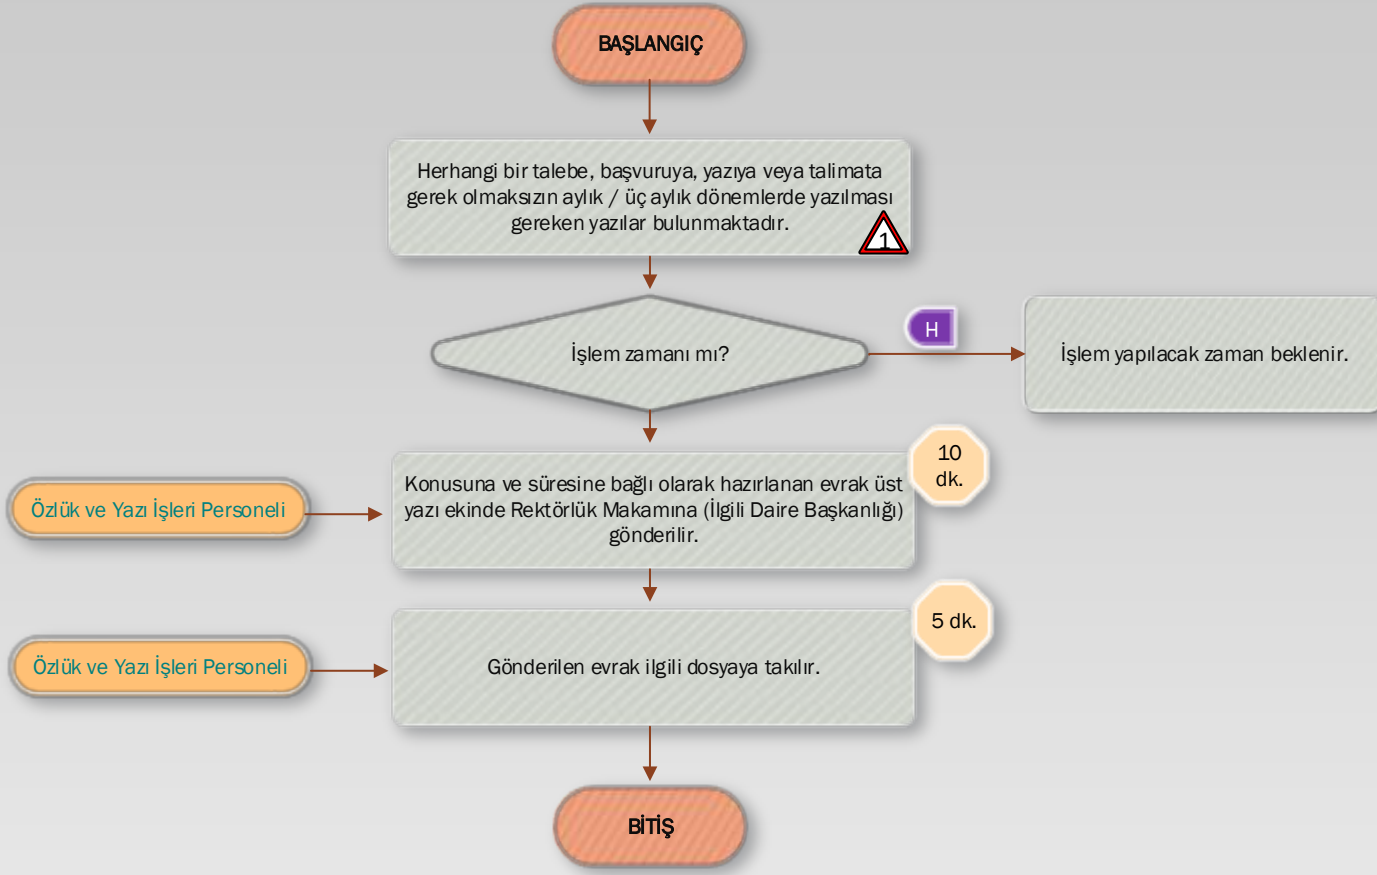 BAŞLANGIÇ
Herhangi bir talebe, başvuruya, yazıya veya talimata
gerek olmaksızın aylık / üç aylık dönemlerde yazılması
gereken yazılar bulunmaktadır.
1
İşlem zamanı mı?
H
İşlem yapılacak zaman beklenir.
10
dk.
Özlük ve Yazı İşleri Personeli
Konusuna ve süresine bağlı olarak hazırlanan evrak üst
yazı ekinde Rektörlük Makamına (İlgili Daire Başkanlığı)
gönderilir.
5 dk.
Özlük ve Yazı İşleri Personeli
Gönderilen evrak ilgili dosyaya takılır.
BİTİŞ